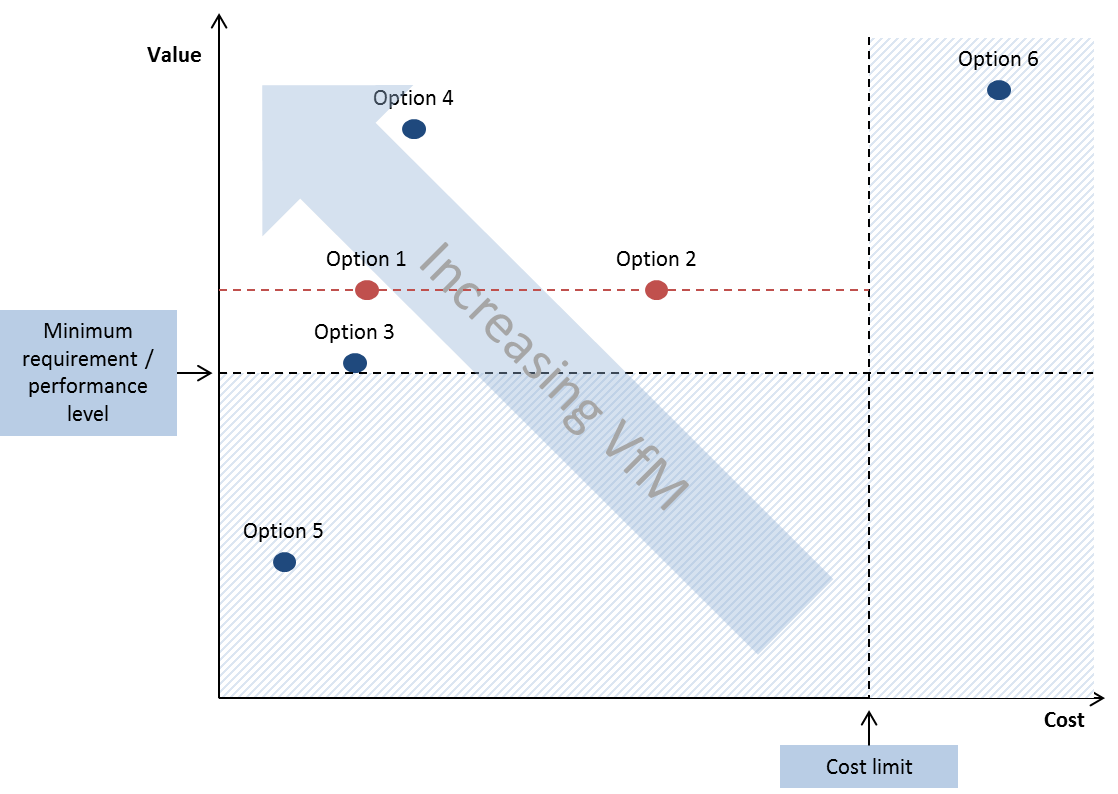 Value
Option 6
Option 4
Option 1
Option 2
Option 3
Increasing VfM
Minimum
requirement /
performance
level
Option 5
Cost
Cost limit